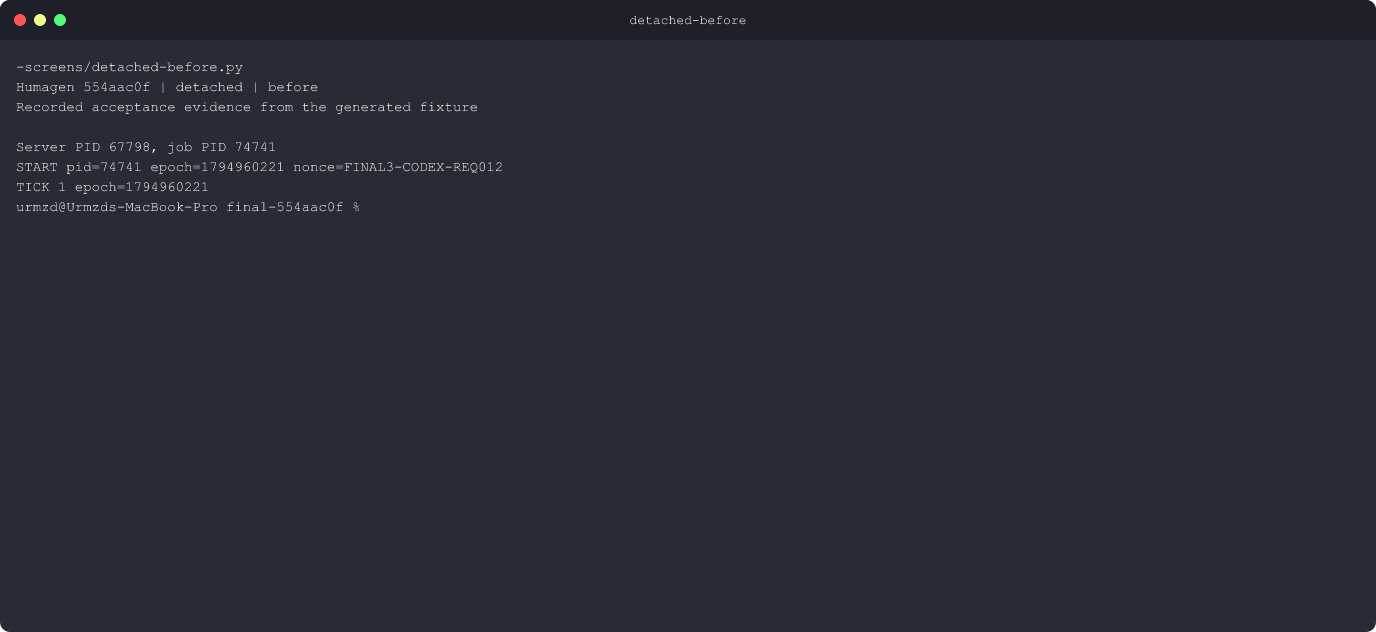 detached-before
-screens/detached-before.py
Humagen 554aac0f | detached | before
Recorded acceptance evidence from the generated fixture
Server PID 67798, job PID 74741
START pid=74741 epoch=1794960221 nonce=FINAL3-CODEX-REQ012
TICK 1 epoch=1794960221
urmzd@Urmzds-MacBook-Pro final-554aac0f %